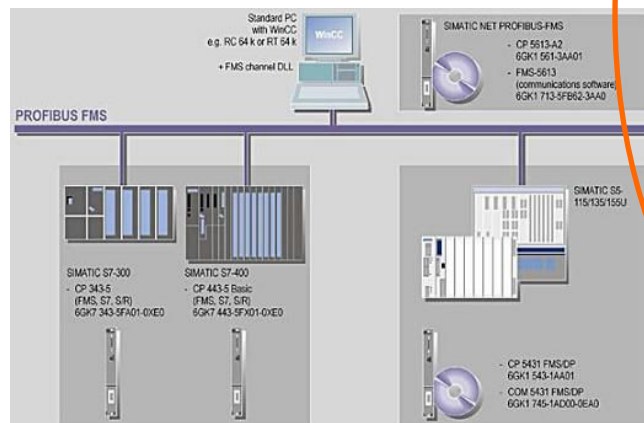 Standard PC
with WinCC
e.g. RC 64 k or RT 64 k
+ FMS channel DLL
WinCC
SIMATIC NET PROFIBUS-FMS
- CP 5613-A2
6GK1 561-3AA01
- FMS-5613
(communications software)
6GK1 713-5FB62-3AA0
PROFIBUS FMS
SIMATIC S7-300
- CP 343-5
(FMS, S7, S/R)
6GK7 343-5FA01-0XE0
SIMATIC S7-400
- CP 443-5 Basic
(FMS, S7, S/R)
6GK7 443-5FX01-0XE0
SIMATIC S5-
115/135/155U
- CP 5431 FMS/DP
6GK1 543-1AA01
- COM 5431 FMS/DP
6GK1 745-1AD00-0EA0